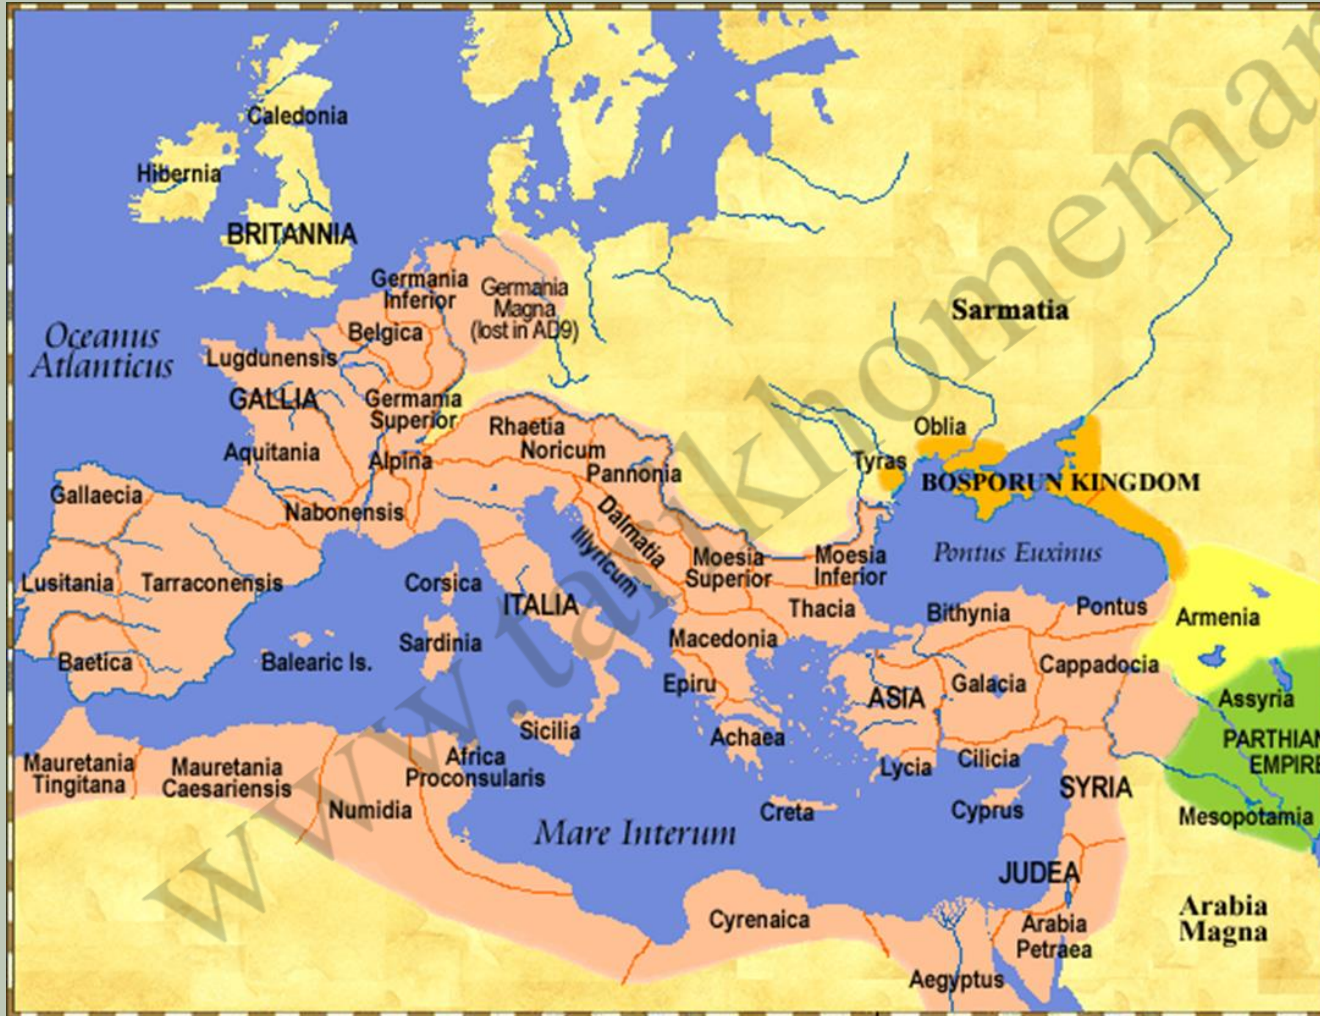 Caledonia
Hibernia
BRITANNIA
Germania
Inferior
Germania
Magna
(lost in AD9)
Belgica
Oceanus
Atlanticus
Sarmatia
Lugdunensis
GALLIA
Germania
Superior
Aquitania
Alpina
Rhaetia
Noricum
Pannonia
Oblia
Tyras
BOSPORUN KINGDOM
Gallaecia
Nabonensis
Dalmatia
Illyricum
Moesia
Superior
Moesia
Inferior
Pontus Euxinus
Lusitania
Tarraconensis
Corsica
ITALIA
Thacia
Bithynia
Pontus
Armenia
Baetica
Balearic Is.
Sardinia
Macedonia
Cappadocia
Epiru
ASIA
Galacia
Assyria
Sicilia
Achaea
PARTHIAN
EMPIRE
Mauretania
Tingitana
Mauretania
Caesariensis
Africa
Proconsularis
Lycia
Cilicia
SYRIA
Numidia
Creta
Cyprus
Mesopotamia
Mare Interum
JUDEA
Cyrenaica
Arabia
Petraea
Arabia
Magna
Aegyptus
www.tarikhomemar